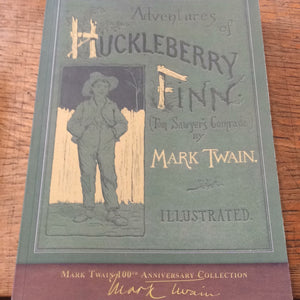 Adventures
of
HUCKLEBERRY
FINN.
(Tom Sawyer's Comrade)
by
MARK TWAIN.
ILLUSTRATED.
MARK TWAIN 100TH ANNIVERSARY COLLECTION
Mark Twain